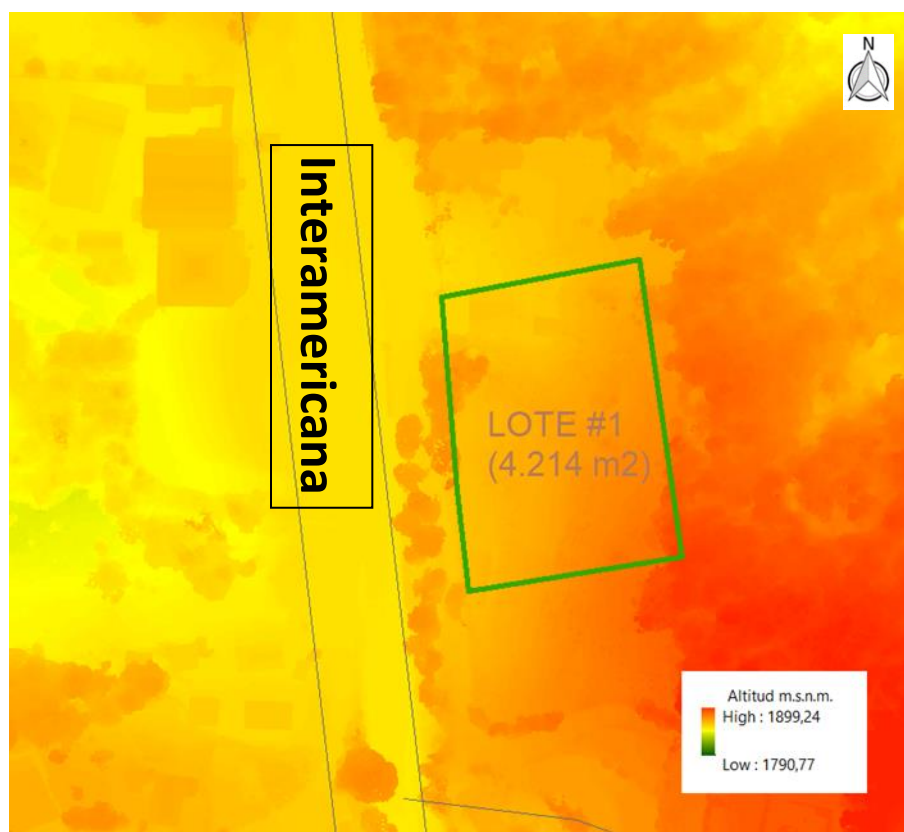 N
Interamericana
LOTE #1
(4.214 m2)
Altitud m.s.n.m.
High : 1899,24
Low : 1790,77